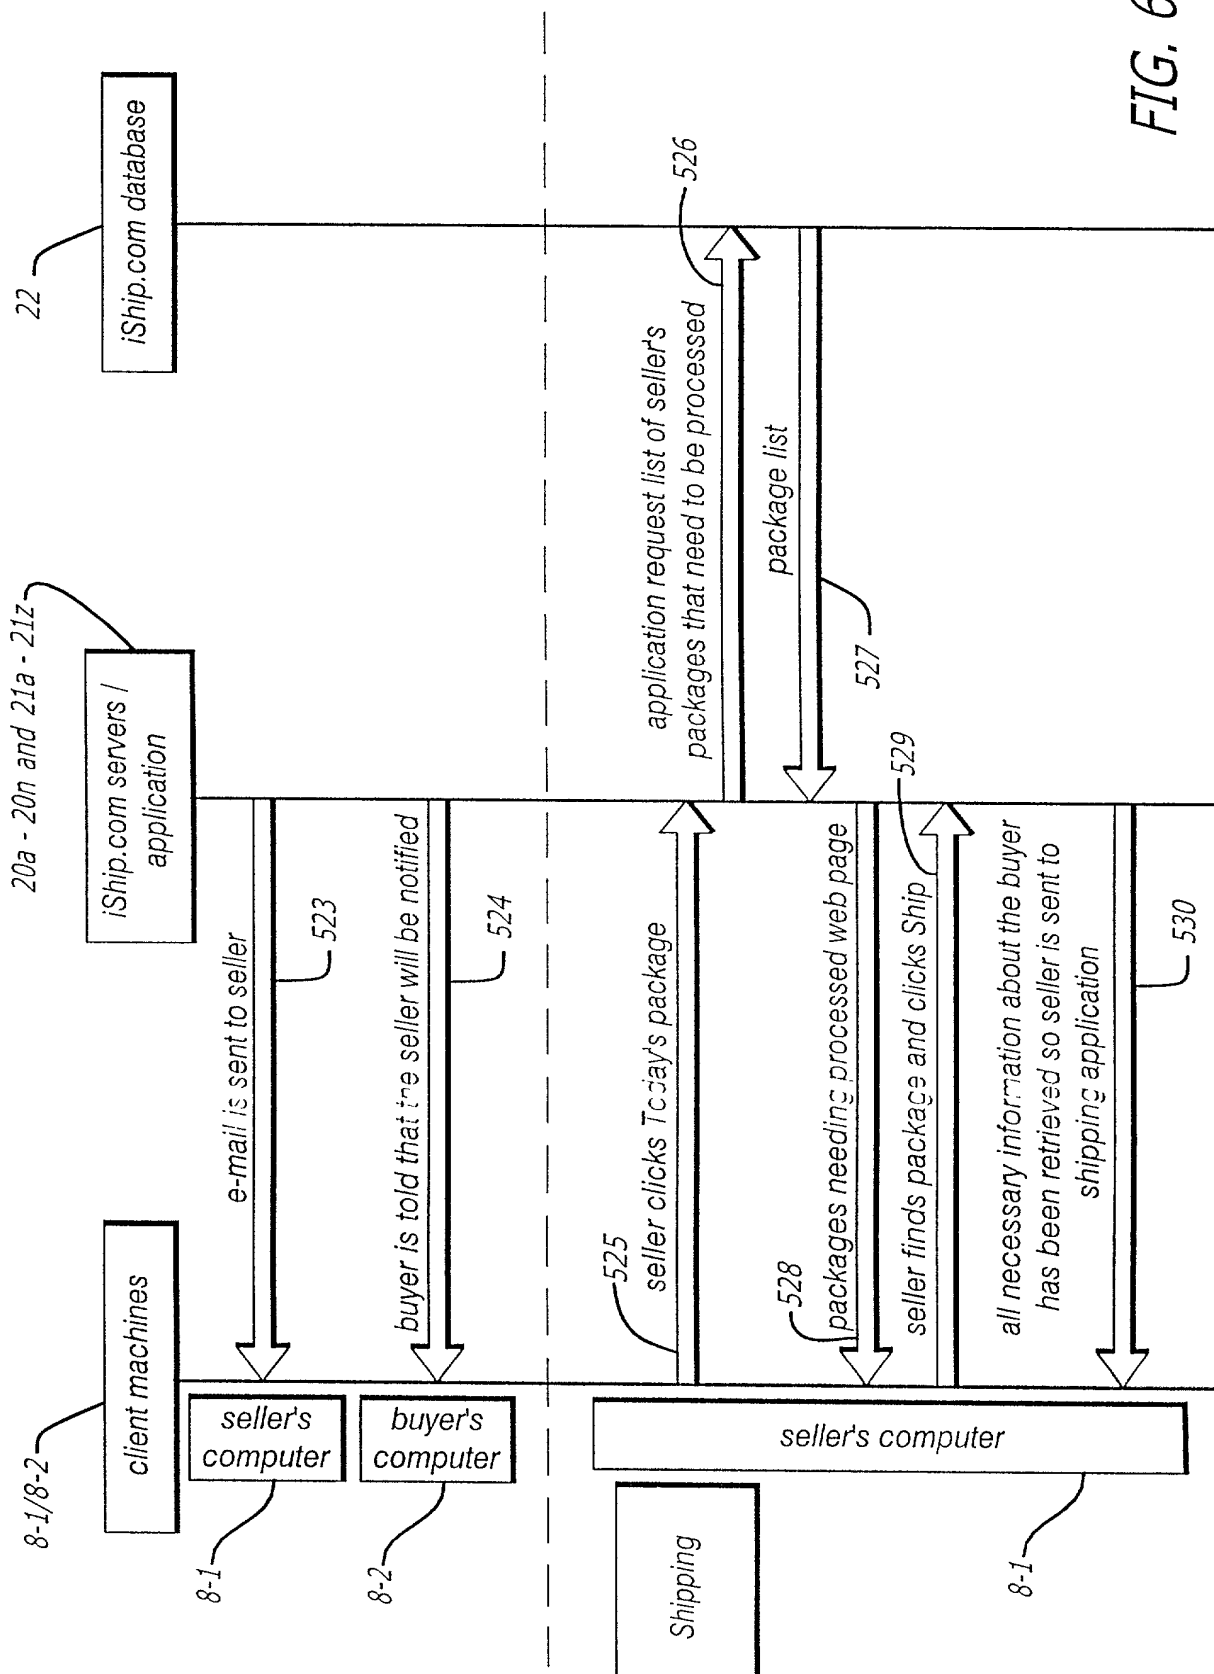 8-1/8-2
20a - 20n and 21a - 21z
22
client machines
iShip.com servers /
application
iShip.com database
8-1
seller's
computer
e-mail is sent to seller
523
8-2
buyer's
computer
buyer is told that the seller will be notified
524
Shipping
8-1
seller's computer
525
seller clicks Today's package
application request list of sellers
packages that need to be processed
526
package list
527
528
packages needing processed web page
seller finds package and clicks Ship
529
all necessary information about the buyer
has been retrieved so seller is sent to
shipping application
530
FIG. 6